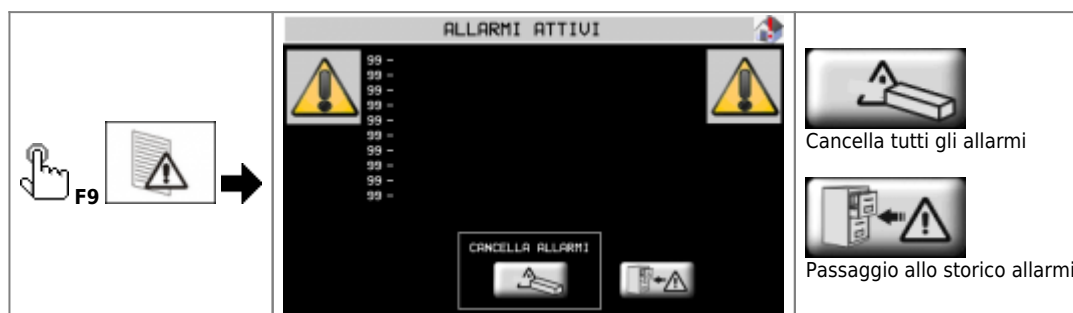 F9
ALLARMI ATTIVI
99 -
99 -
99 -
99 -
99 -
99 -
99 -
99 -
99 -
99 -
CANCELLA ALLARMI
Cancella tutti gli allarmi
Passaggio allo storico allarmi